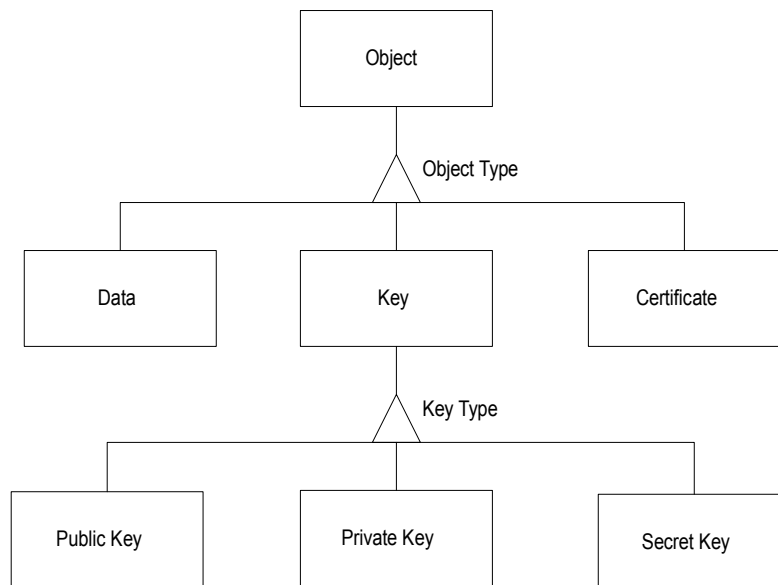 Object
Object Type
Data
Key
Certificate
Key Type
Public Key
Private Key
Secret Key